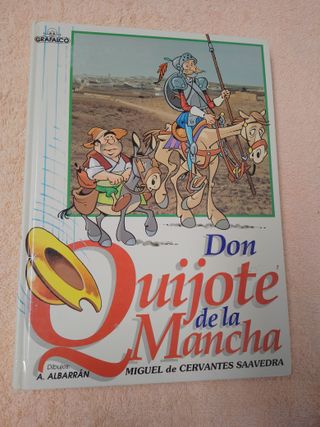 GRAFALCO
Don
Quijote
de la
Mancha
Dibujos:
A. ALBARRÁN
MIGUEL de CERVANTES SAAVEDRA